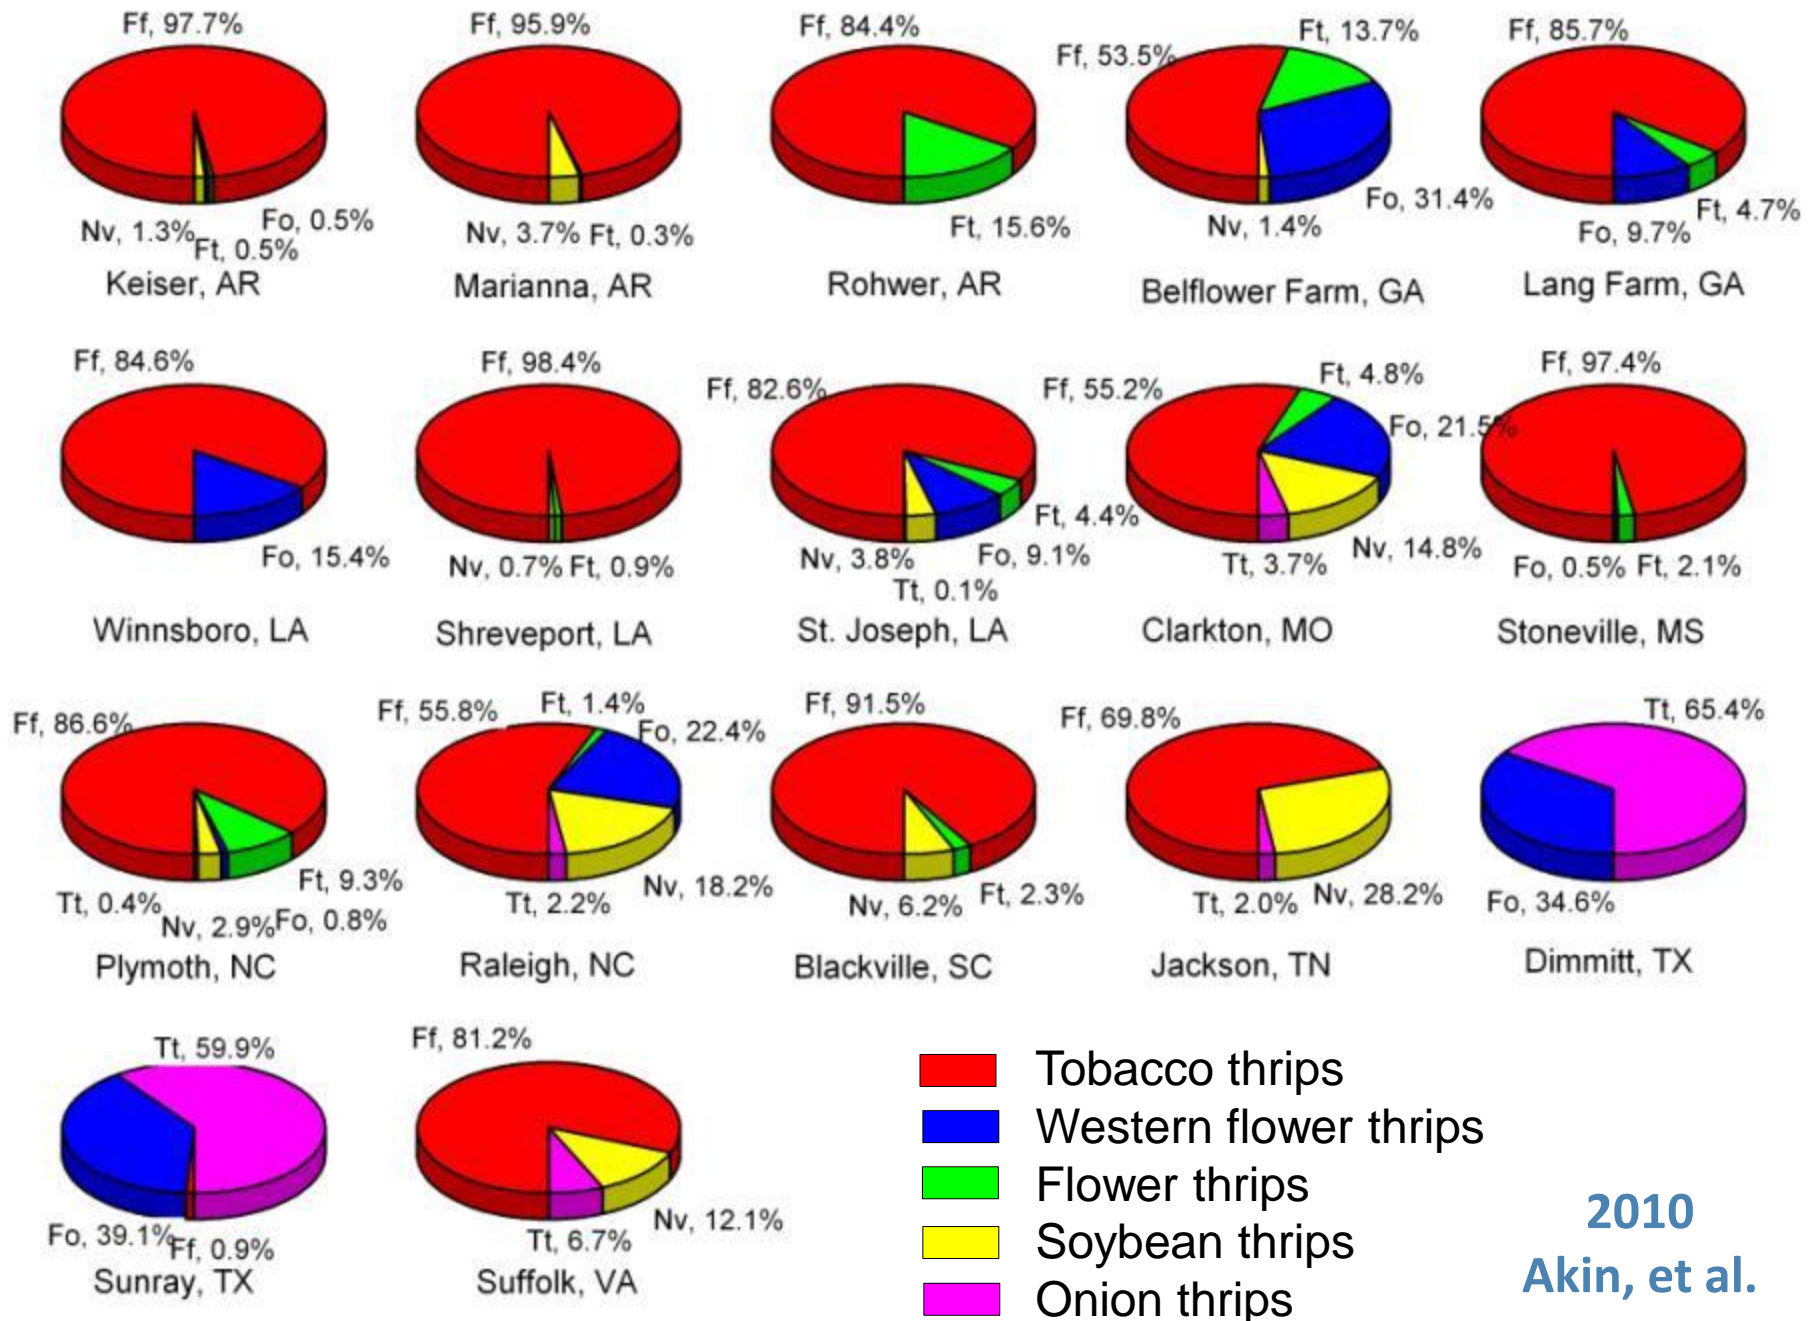 Ff, 97.7%
Nv, 1.3%
Ft, 0.5%
Fo, 0.5%
Keiser, AR
Ff, 95.9%
Nv, 3.7%
Ft, 0.3%
Marianna, AR
Ff, 84.4%
Ft, 15.6%
Rohwer, AR
Ff, 53.5%
Ft, 13.7%
Fo, 31.4%
Nv, 1.4%
Belflower Farm, GA
Ff, 85.7%
Ft, 4.7%
Fo, 9.7%
Lang Farm, GA
Ff, 84.6%
Fo, 15.4%
Winnsboro, LA
Ff, 98.4%
Nv, 0.7%
Ft, 0.9%
Shreveport, LA
Ff, 82.6%
Ft, 4.4%
Nv, 3.8%
Fo, 9.1%
Tt, 0.1%
St. Joseph, LA
Ff, 55.2%
Ft, 4.8%
Fo, 21.5%
Nv, 14.8%
Tt, 3.7%
Clarkton, MO
Ff, 97.4%
Fo, 0.5%
Ft, 2.1%
Stoneville, MS
Ff, 86.6%
Ft, 9.3%
Tt, 0.4%
Nv, 2.9%
Fo, 0.8%
Plymoth, NC
Ff, 55.8%
Ft, 1.4%
Fo, 22.4%
Nv, 18.2%
Tt, 2.2%
Raleigh, NC
Ff, 91.5%
Nv, 6.2%
Ft, 2.3%
Blackville, SC
Ff, 69.8%
Tt, 2.0%
Nv, 28.2%
Jackson, TN
Tt, 65.4%
Fo, 34.6%
Dimmitt, TX
Tt, 59.9%
Fo, 39.1%
Ff, 0.9%
Sunray, TX
Ff, 81.2%
Nv, 12.1%
Tt, 6.7%
Suffolk, VA
Tobacco thrips
Western flower thrips
Flower thrips
Soybean thrips
Onion thrips
2010
Akin, et al.